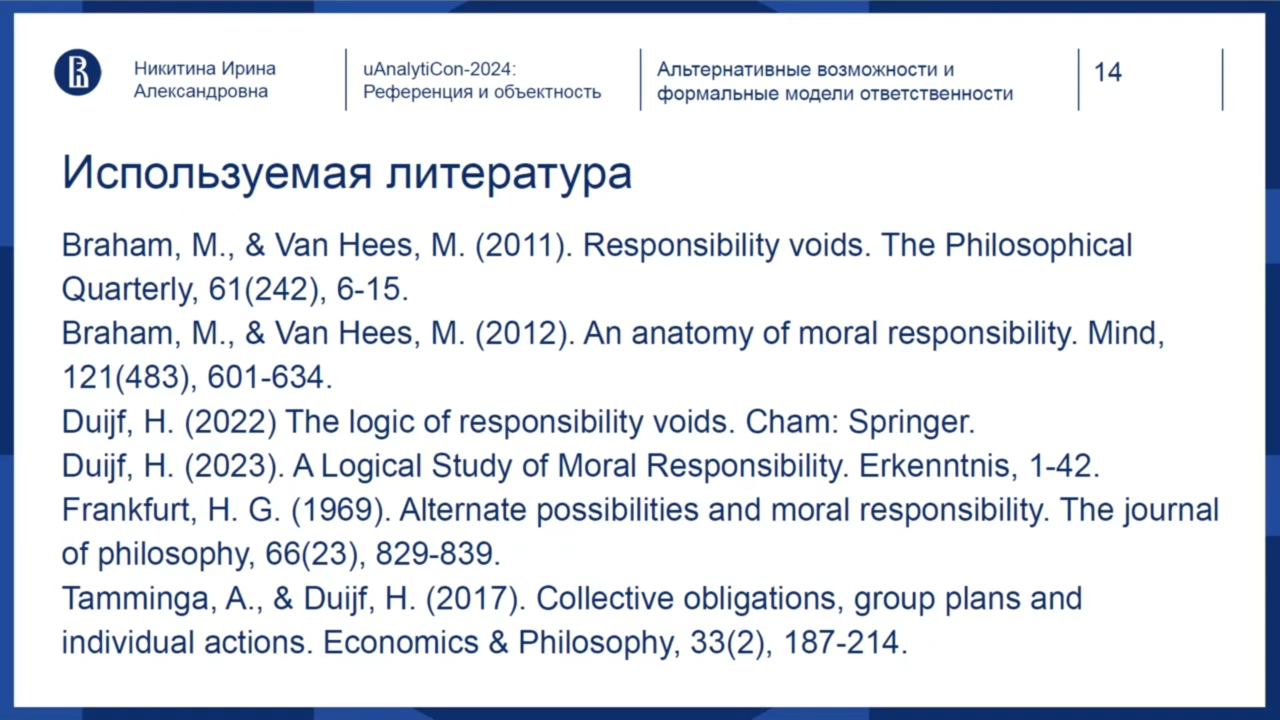 Никитина Ирина
Александровна
uAnalytiCon-2024:
Референция и объектность
Альтернативные возможности и
формальные модели ответственности
14
Используемая литература
Braham, M., & Van Hees, M. (2011). Responsibility voids. The Philosophical
Quarterly, 61(242), 6-15.
Braham, M., & Van Hees, M. (2012). An anatomy of moral responsibility. Mind,
121(483), 601-634.
Duijf, H. (2022) The logic of responsibility voids. Cham: Springer.
Duijf, H. (2023). A Logical Study of Moral Responsibility. Erkenntnis, 1-42.
Frankfurt, H. G. (1969). Alternate possibilities and moral responsibility. The journal
of philosophy, 66(23), 829-839.
Tamminga, A., & Duijf, H. (2017). Collective obligations, group plans and
individual actions. Economics & Philosophy, 33(2), 187-214.